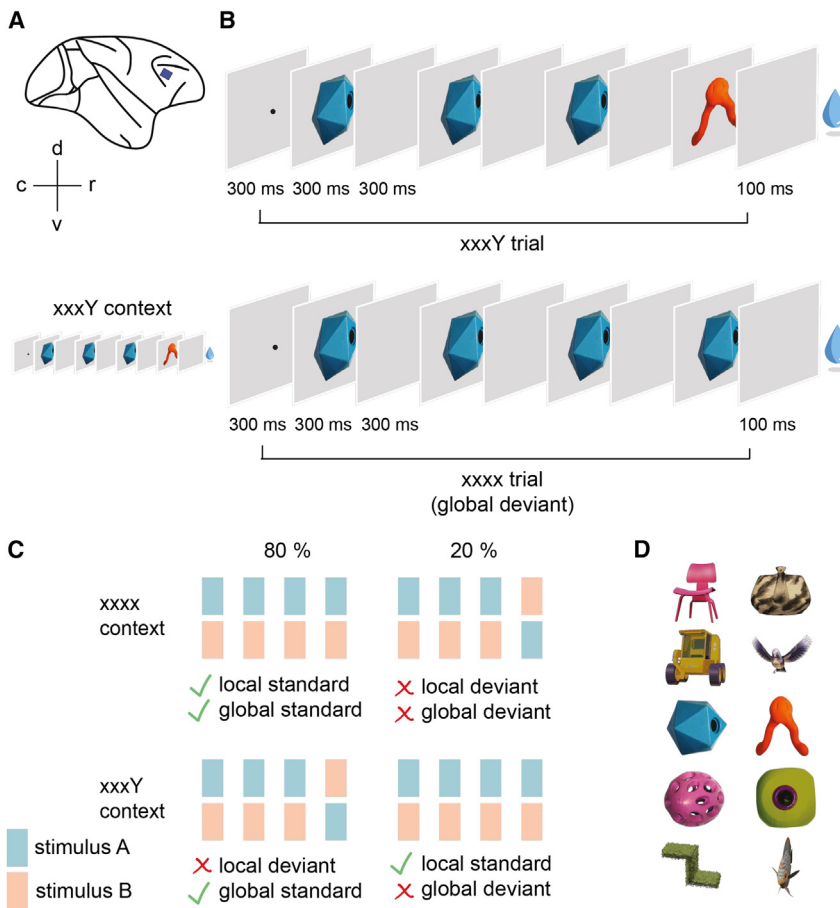 A
B
d
c
r
v
300 ms
300 ms
300 ms
100 ms
xxxY trial
xxxY context
300 ms
300 ms
300 ms
100 ms
xxxx trial
(global deviant)
C
80 %
20 %
xxxx
context
local standard
global standard
local deviant
global deviant
xxxY
context
local deviant
global standard
local standard
global deviant
stimulus A
stimulus B
D